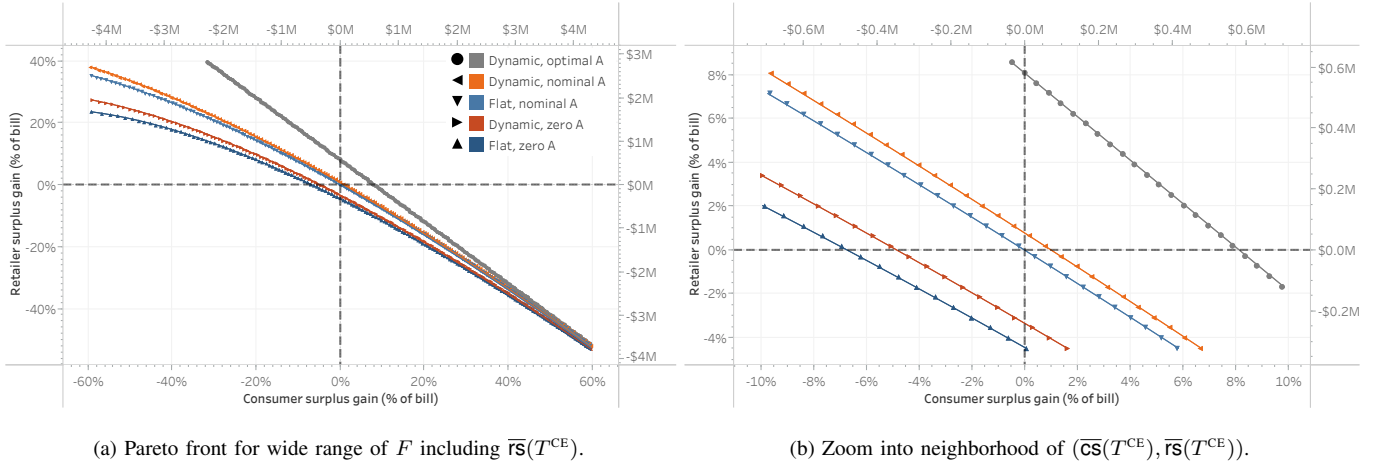 -$4M -$3M -$2M -$1M $0M $1M $2M $3M $4M
40%
20%
0%
-20%
-40%
Retailer surplus gain (% of bill)
Dynamic, optimal A
Dynamic, nominal A
Flat, nominal A
Dynamic, zero A
Flat, zero A
$3M
$2M
$1M
$0M
-$1M
-$2M
-$3M
-$4M
-60% -40% -20% 0% 20% 40% 60%
Consumer surplus gain (% of bill)
(a) Pareto front for wide range of F including r̅s̅(Tᶜᴱ).
-$0.6M -$0.4M -$0.2M $0.0M $0.2M $0.4M $0.6M
8%
6%
4%
2%
0%
-2%
-4%
Retailer surplus gain (% of bill)
$0.6M
$0.4M
$0.2M
$0.0M
-$0.2M
-10% -8% -6% -4% -2% 0% 2% 4% 6% 8% 10%
Consumer surplus gain (% of bill)
(b) Zoom into neighborhood of (c̅s̅(Tᶜᴱ), r̅s̅(Tᶜᴱ)).